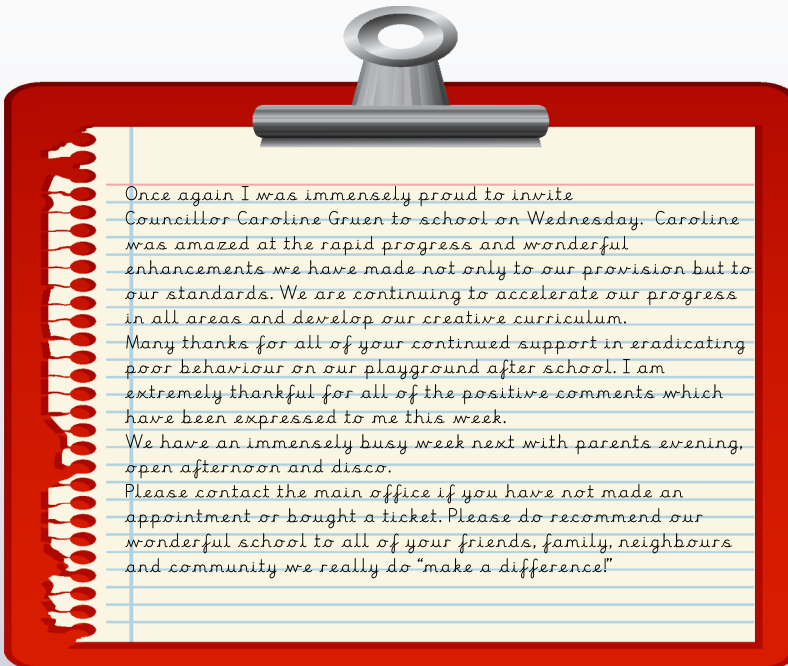 Once again I was immensely proud to invite
Councillor Caroline Gruen to school on Wednesday.  Caroline
was amazed at the rapid progress and wonderful
enhancements we have made not only to our provision but to
our standards. We are continuing to accelerate our progress
in all areas and develop our creative curriculum.
Many thanks for all of your continued support in eradicating
poor behaviour on our playground after school. I am
extremely thankful for all of the positive comments which
have been expressed to me this week.
We have an immensely busy week next with parents evening,
open afternoon and disco.
Please contact the main office if you have not made an
appointment or bought a ticket. Please do recommend our
wonderful school to all of your friends, family, neighbours
and community we really do “make a difference!”